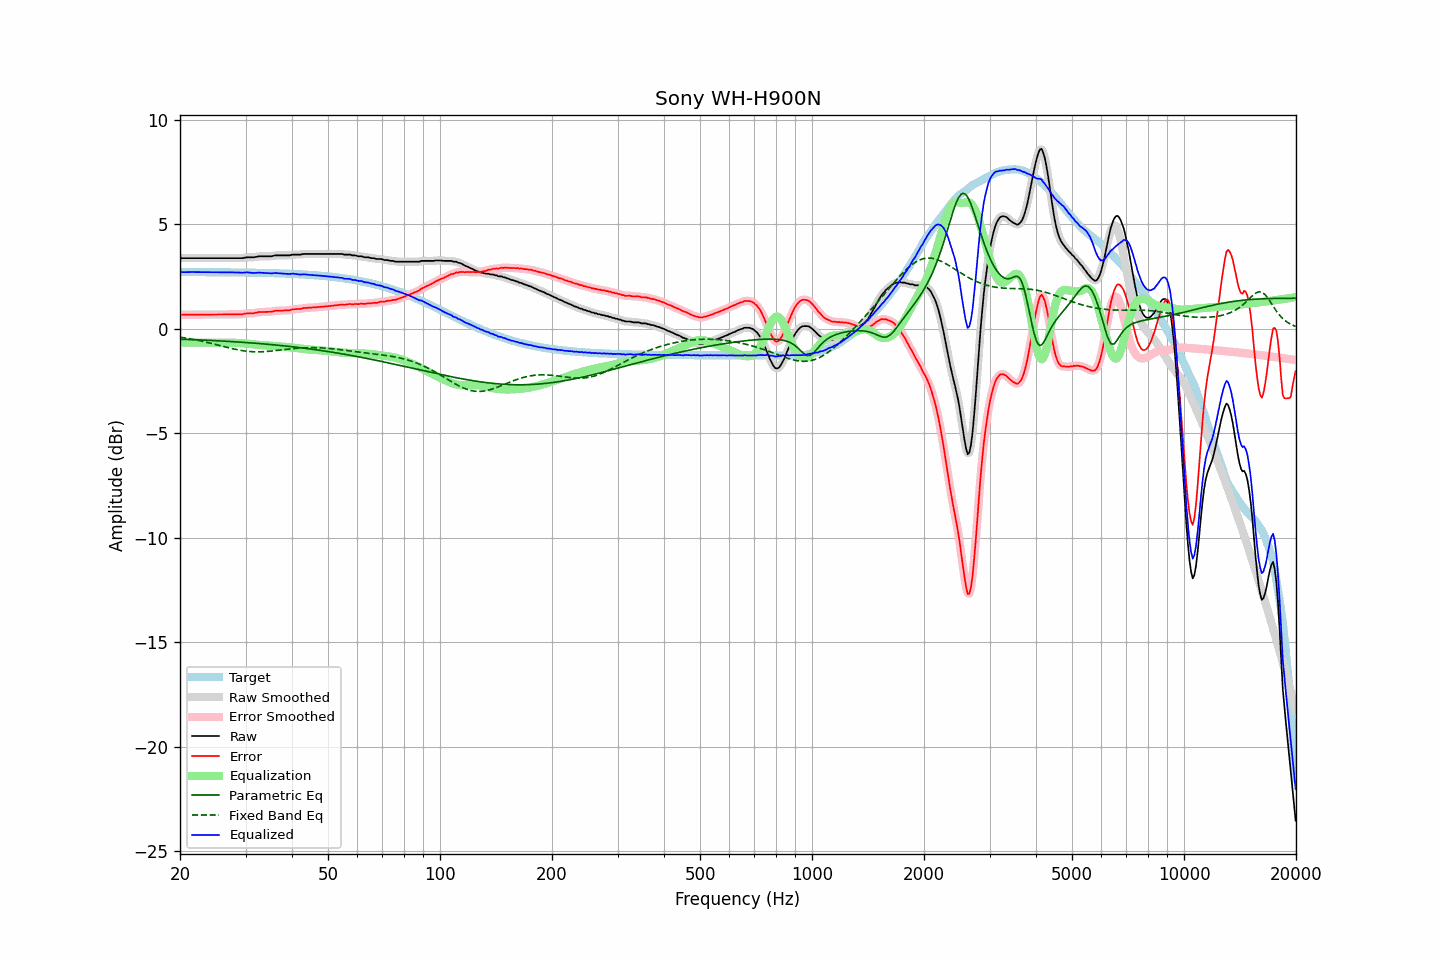 Sony WH-H900N
10
5
0
−5
−10
−15
−20
−25
Amplitude (dBr)
Target
Raw Smoothed
Error Smoothed
Raw
Error
Equalization
Parametric Eq
Fixed Band Eq
Equalized
20 50 100 200 500 1000 2000 5000 10000 20000
Frequency (Hz)